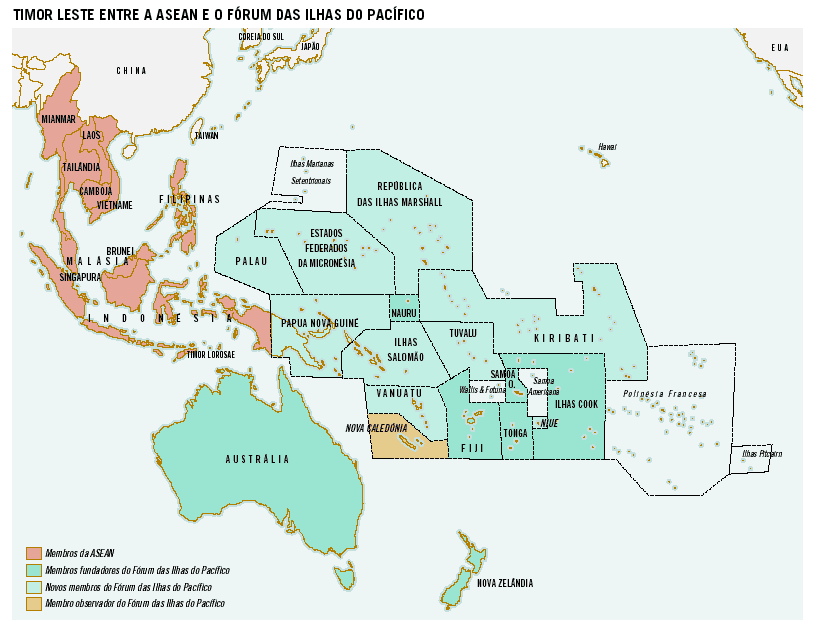 TIMOR LESTE ENTRE A ASEAN E O FÓRUM DAS ILHAS DO PACÍFICO
COREIA DO SUL
JAPÃO
EUA
CHINA
MIANMAR
LAOS
TAIWAN
TAILÂNDIA
CAMBOJA
VIETNAME
FILIPINAS
BRUNEI
MALÁSIA
SINGAPURA
INDONESIA
TIMOR LOROSAE
Hawai
Ilhas Marianas
Setentrionais
REPÚBLICA
DAS ILHAS MARSHALL
ESTADOS
FEDERADOS
DA MICRONESIA
PALAU
PAPUA NOVA GUINÉ
NAURU
ILHAS
SALOMÃO
TUVALU
KIRIBATI
SAMOA
O.
Samoa
Americana
Wallis & Fotuna
VANUATU
ILHAS COOK
Polinésia Francesa
NOVA CALEDÓNIA
FIJI
TONGA
NIUE
Ilhas Pitcairn
AUSTRÁLIA
NOVA ZELÂNDIA
Membros da ASEAN
Membros fundadores do Fórum das Ilhas do Pacífico
Novos membros do Fórum das Ilhas do Pacífico
Membro observador do Fórum das Ilhas do Pacífico